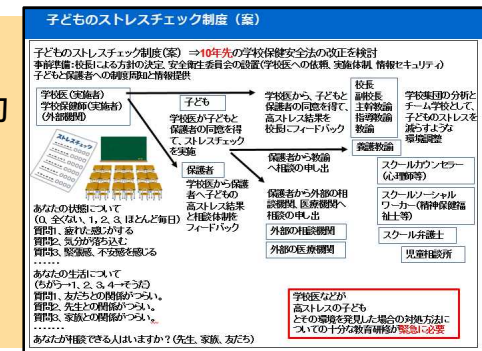 子どものストレスチェック制度（案）
子どものストレスチェック制度（案） ⇒10年先の学校保健安全法の改正を検討
事前準備：校長による方針の決定、安全衛生委員会の設置（学校医への依頼、実施体制、情報セキュリティ）
子どもと保護者への制度周知と情報提供
学校医（実施者）
学校保健師（実施者）
（外部機関）
ストレスチェック
子ども
学校医が子どもと
保護者の同意を得
て、ストレスチェック
を実施
保護者
学校医から保護
者へ子どもの
高ストレス結果
と相談体制を
フィードバック
学校医から、子どもと
保護者の同意を得て、
高ストレス結果を
校長にフィードバック
保護者から教諭
へ相談の申し出
保護者から外部の相
談機関、医療機関へ
相談の申し出
外部の相談機関
外部の医療機関
校長
副校長
主幹教諭
指導教諭
教諭
養護教諭
学校集団の分析と
チーム学校として、
子どものストレスを
減らすような
環境調整
スクールカウンセラー
（心理師等）
スクールソーシャル
ワーカー（精神保健福
祉士等）
スクール弁護士
児童相談所
あなたの状態について
（0、全くない、1、2、3、ほとんど毎日）
質問1、疲れた感じがする
質問2、気分が落ち込む
質問3、緊張感、不安感を感じる
……
あなたの生活について
（ちがう→1、2、3、4→そうだ）
質問1、友だちとの関係がつらい。
質問2、先生との関係がつらい。
質問3、家族との関係がつらい。
…….
あなたが相談できる人はいますか？（先生、家族、友だち）
学校医などが
高ストレスの子ども
とその環境を発見した場合の対処方法に
ついての十分な教育研修が緊急に必要